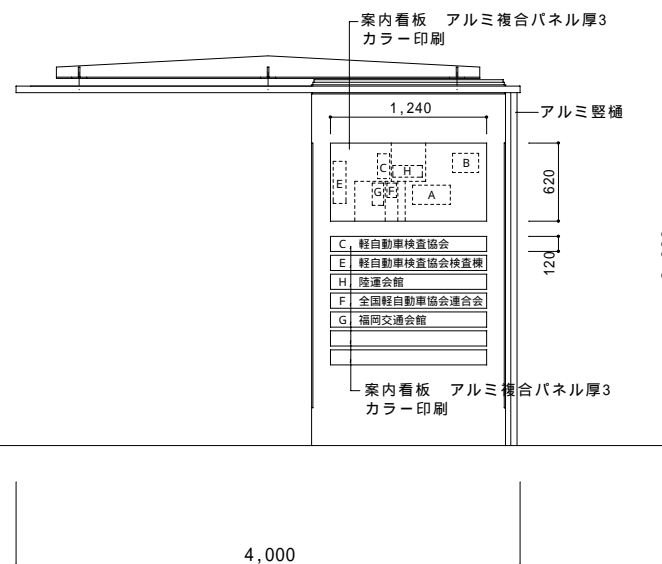 案内看板 アルミ複合パネル厚3
カラー印刷
1,240
アルミ竪樋
C
H
B
E
G
F
A
620
C 軽自動車検査協会
120
E 軽自動車検査協会検査棟
H 陸運会館
F 全国軽自動車協会連合会
G 福岡交通会館
案内看板 アルミ複合パネル厚3
カラー印刷
4,000